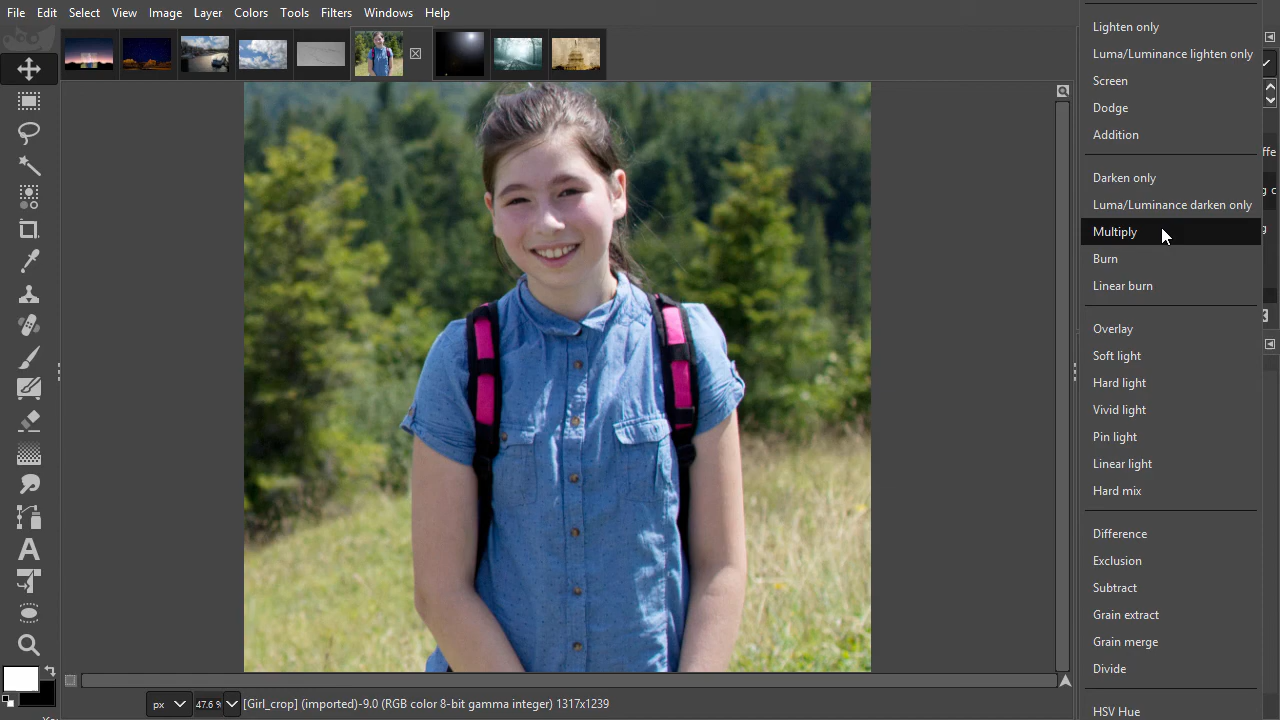 File Edit Select View Image Layer Colors Tools Filters Windows Help
Lighten only
Luma/Luminance lighten only
Screen
Dodge
Addition
Darken only
Luma/Luminance darken only
Multiply
Burn
Linear burn
Overlay
Soft light
Hard light
Vivid light
Pin light
Linear light
Hard mix
Difference
Exclusion
Subtract
Grain extract
Grain merge
Divide
HSV Hue
px 47.6 % [Girl_crop] (imported)-9.0 (RGB color 8-bit gamma integer) 1317x1239